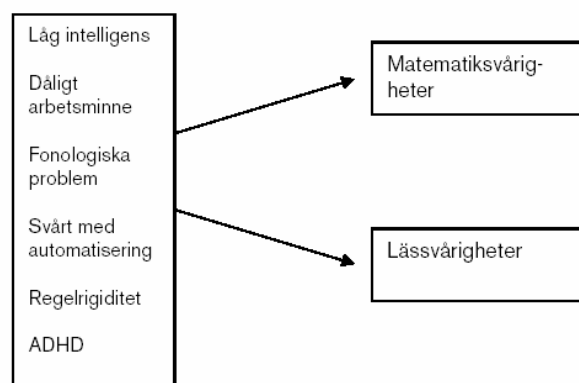 Låg intelligens
Dåligt
arbetsminne
Fonologiska
problem
Svårt med
automatisering
Regelrigiditet
ADHD
Matematiksvårig-
heter
Lässvårigheter